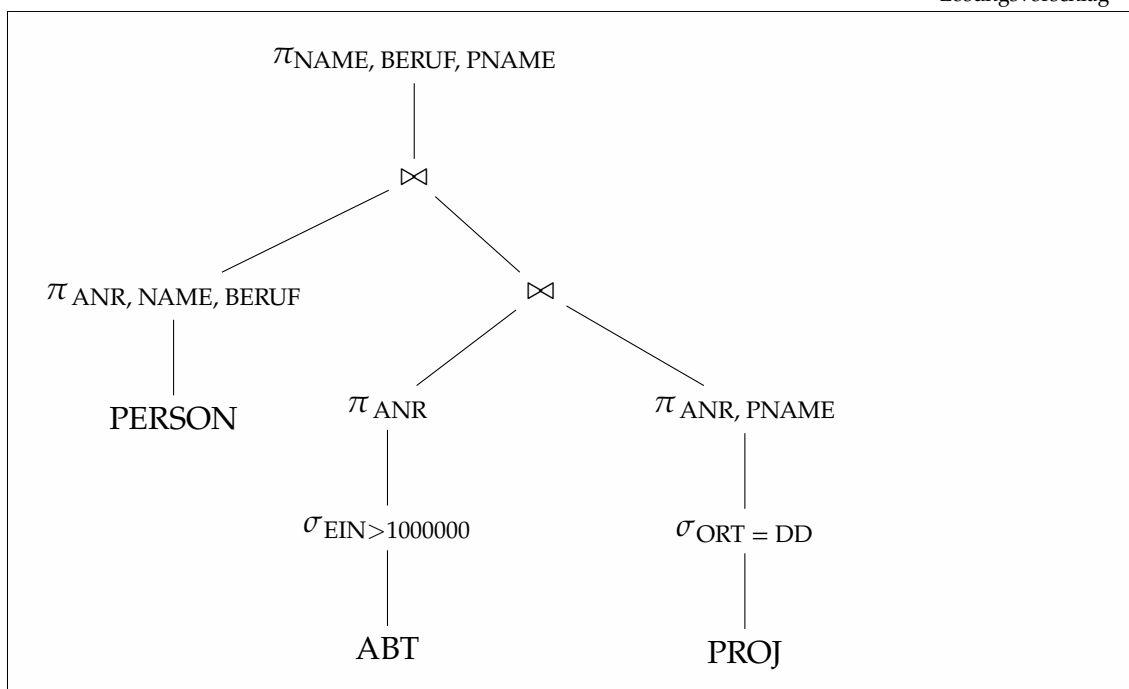 π NAME, BERUF, PNAME
⋈
π ANR, NAME, BERUF
⋈
PERSON
π ANR
π ANR, PNAME
σ EIN>1000000
σ ORT = DD
ABT
PROJ